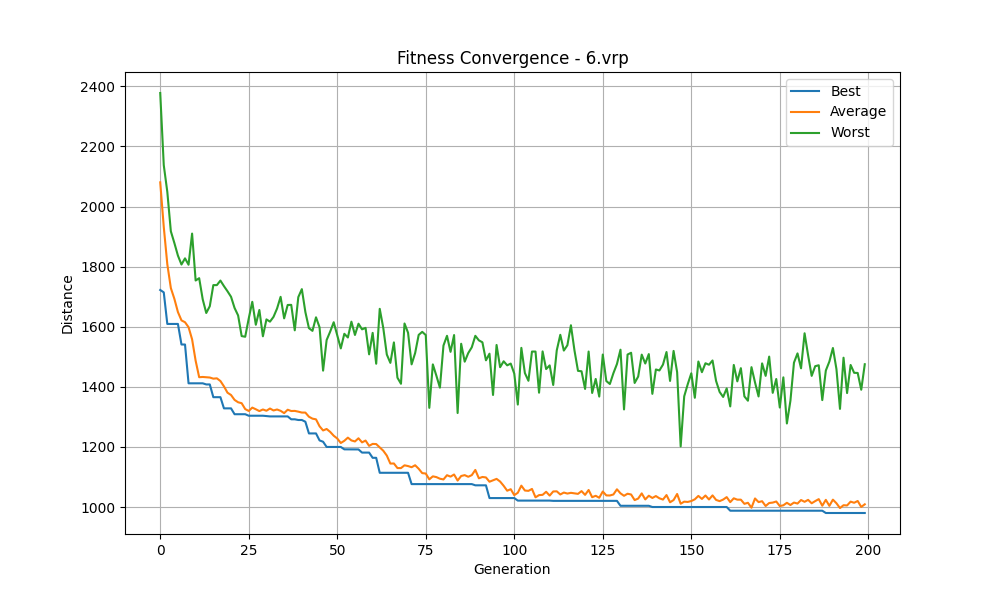 Fitness Convergence - 6.vrp
Best
Average
Worst
2400
2200
2000
1800
1600
1400
1200
1000
Distance
0 25 50 75 100 125 150 175 200
Generation